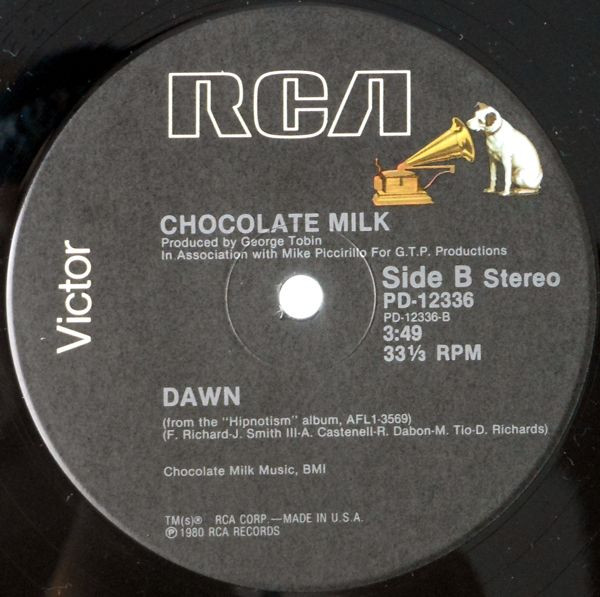 RCA
Victor
CHOCOLATE MILK
Produced by George Tobin
In Association with Mike Piccirillo For G.T.P. Productions
Side B Stereo
PD-12336
PD-12336-B
3:49
33⅓ RPM
DAWN
(from the "Hipnotism" album, AFL1-3569)
(F. Richard-J. Smith III-A. Castenell-R. Dabon-M. Tio-D. Richards)
Chocolate Milk Music, BMI
TM(s)® RCA CORP.—MADE IN U.S.A.
℗ 1980 RCA RECORDS